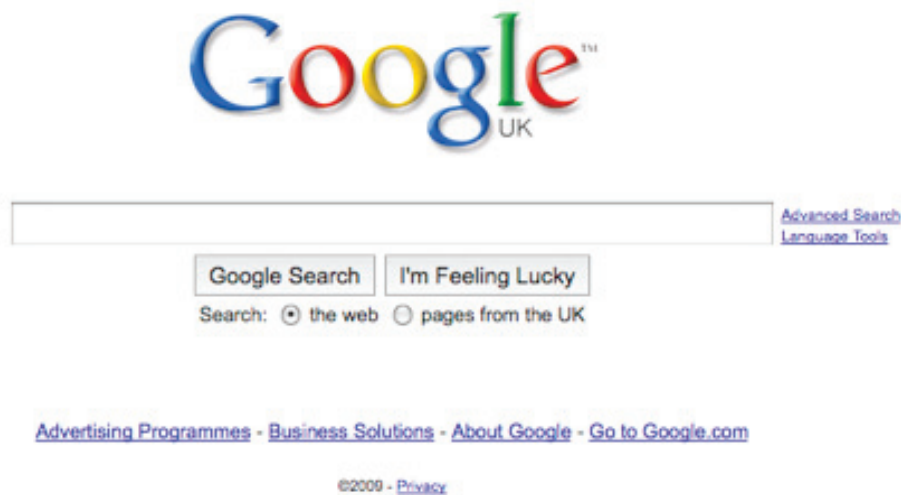 Google™
UK
Advanced Search
Language Tools
Google Search I'm Feeling Lucky
Search: the web pages from the UK
Advertising Programmes - Business Solutions - About Google - Go to Google.com
©2009 - Privacy